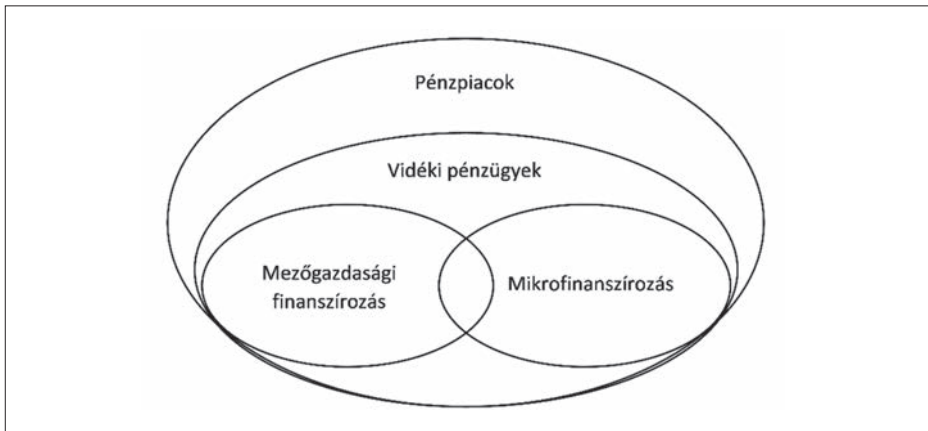 Pénzpiacok
Vidéki pénzügyek
Mezőgazdasági
finanszírozás
Mikrofinanszírozás